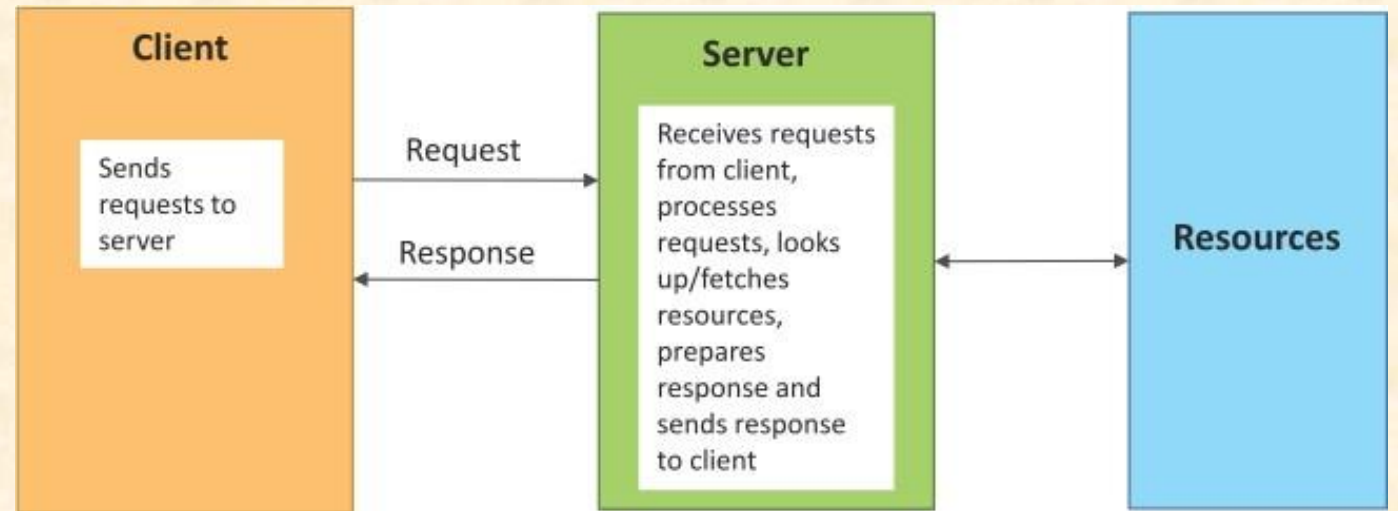 Client
Sends
requests to
server
Request
Response
Server
Receives requests
from client,
processes
requests, looks
up/fetches
resources,
prepares
response and
sends response
to client
Resources